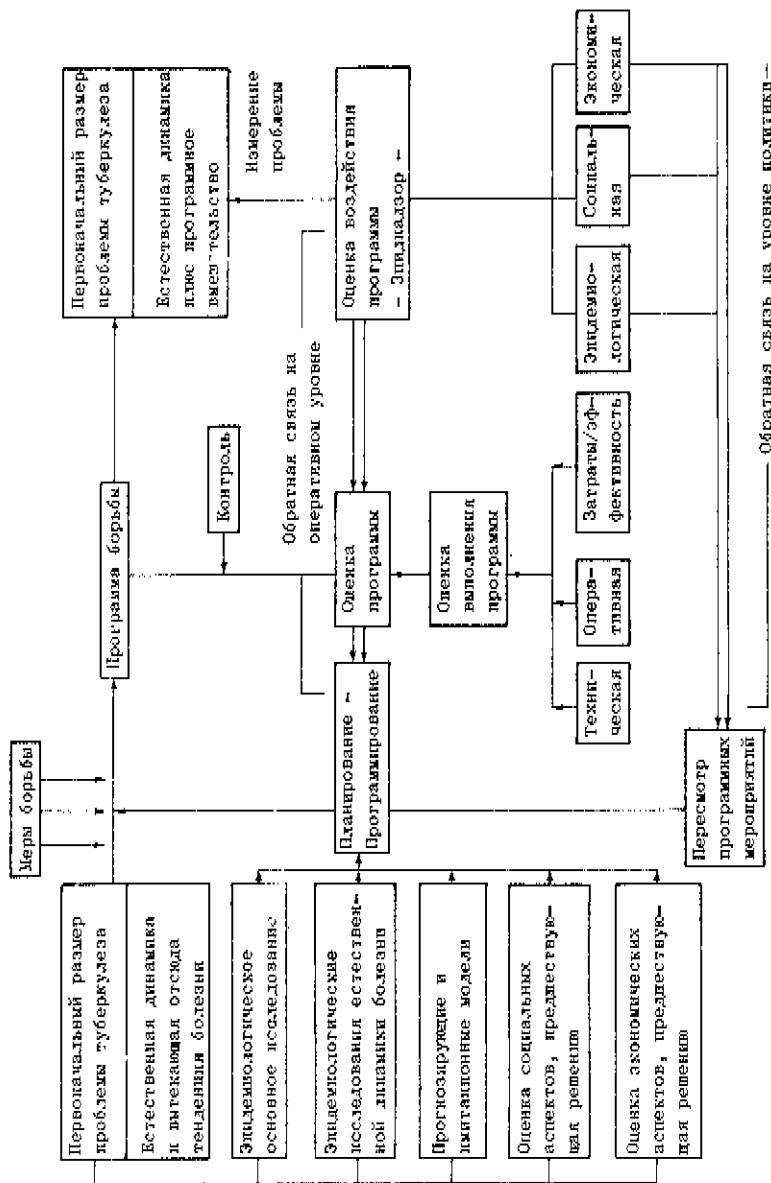 Первоначальный размер
проблемы туберкулеза
Естественная динамика
и вытекающая отсюда
тенденция болезни
Меры борьбы
Программа борьбы
Первоначальный размер
проблемы туберкулеза
Естественная динамика
плюс программное
вмешательство
Контроль
Измерение
проблемы
Обратная связь на
оперативном уровне
Эпидемиологическое
основное исследование
Эпидемиологические
исследования естествен-
ной динамики болезни
Прогнозирующие и
имитационные модели
Оценка социальных
аспектов, предшествую-
щая решению
Оценка экономических
аспектов, предшествую-
щая решению
Планирование –
Программирование
Оценка
программы
Оценка воздействия
программы
– Эпиднадзор –
Оценка
выполнения
программы
Техни-
ческая
Опера-
тивная
Затраты/эф-
фективность
Эпидемио-
логическая
Социаль-
ная
Экономи-
ческая
Пересмотр
программных
мероприятий
Обратная связь на уровне политики